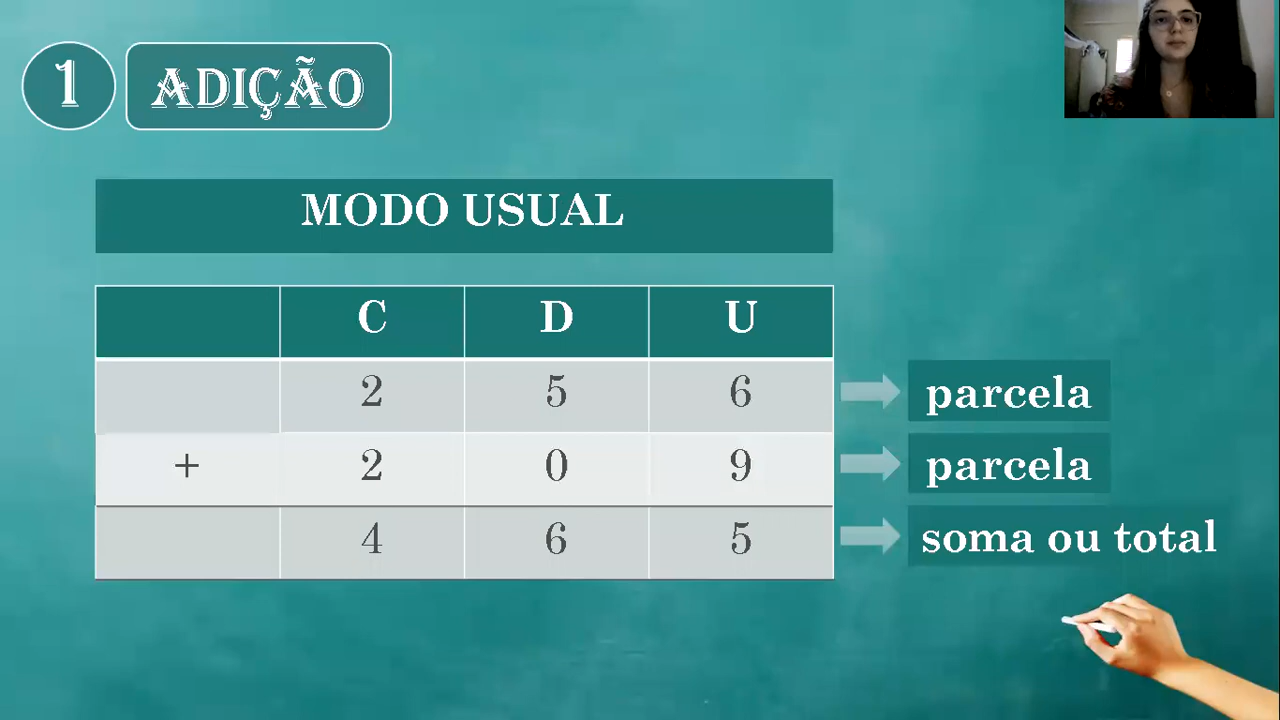 1 ADIÇÃO
MODO USUAL
C D U
2 5 6 parcela
+ 2 0 9 parcela
4 6 5 soma ou total